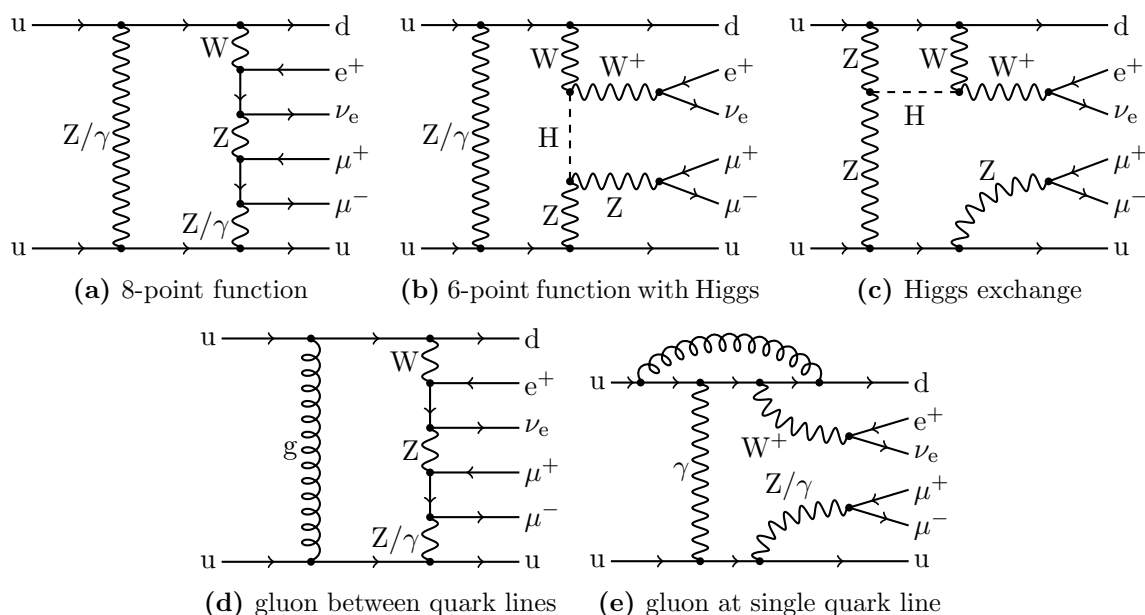 u d u d u d
W W W⁺ Z W W⁺
e⁺ e⁺ e⁺
νₑ νₑ νₑ
Z/γ Z Z/γ H H
μ⁺ μ⁺ Z Z μ⁺
μ⁻ μ⁻ μ⁻
Z/γ Z Z
u u u u u u
(a) 8-point function (b) 6-point function with Higgs (c) Higgs exchange
u d
W
e⁺ u d
νₑ e⁺
g Z W⁺ νₑ
μ⁺ γ
μ⁻ Z/γ μ⁺
Z/γ μ⁻
u u u u
(d) gluon between quark lines (e) gluon at single quark line